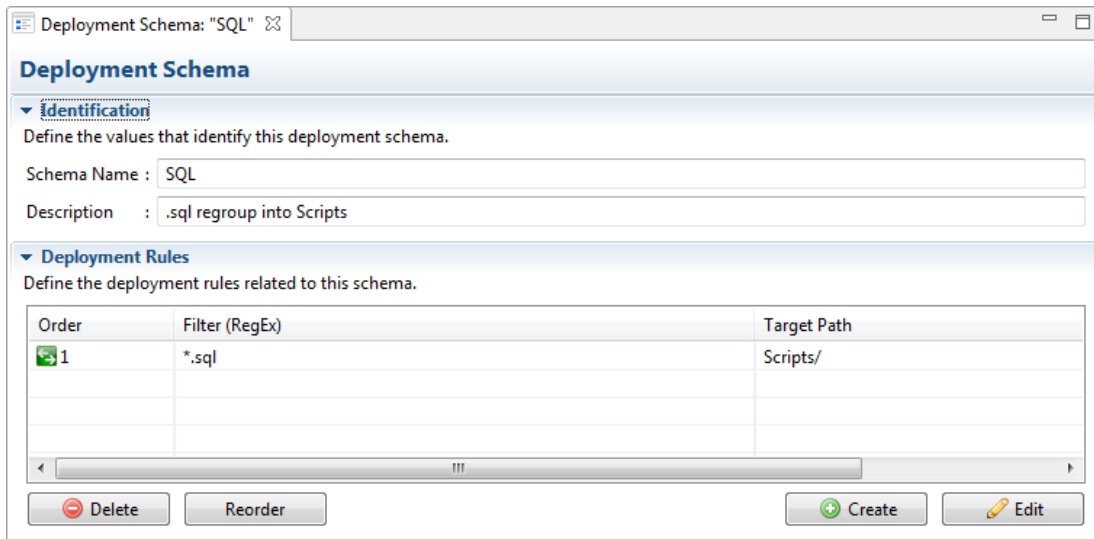 Deployment Schema: "SQL"
Deployment Schema
Identification
Define the values that identify this deployment schema.
Schema Name : SQL
Description : .sql regroup into Scripts
Deployment Rules
Define the deployment rules related to this schema.
Order Filter (RegEx) Target Path
1 *.sql Scripts/
Delete Reorder Create Edit